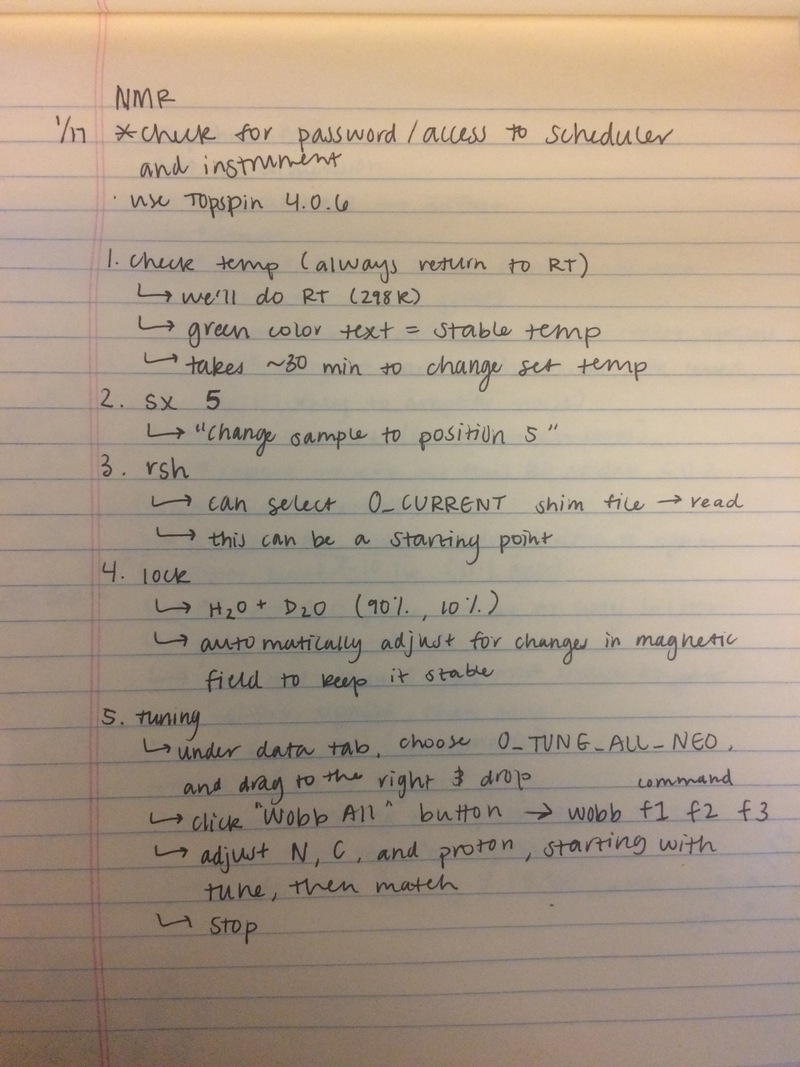 NMR
1/17 *check for password/access to scheduler
and instrument
· use Topspin 4.0.6
1. check temp (always return to RT)
↳ we'll do RT (298K)
↳ green color text = stable temp
↳ takes ~30 min to change set temp
2. sx 5
↳ "change sample to position 5"
3. rsh
↳ can select O_CURRENT shim file → read
↳ this can be a starting point
4. lock
↳ H2O + D2O (90%, 10%)
↳ automatically adjust for changes in magnetic
field to keep it stable
5. tuning
↳ under data tab, choose O_TUNG_ALL_NEO,
and drag to the right & drop
command
↳ click "Wobb All" button → wobb f1 f2 f3
↳ adjust N, C, and proton, starting with
tune, then match
↳ stop